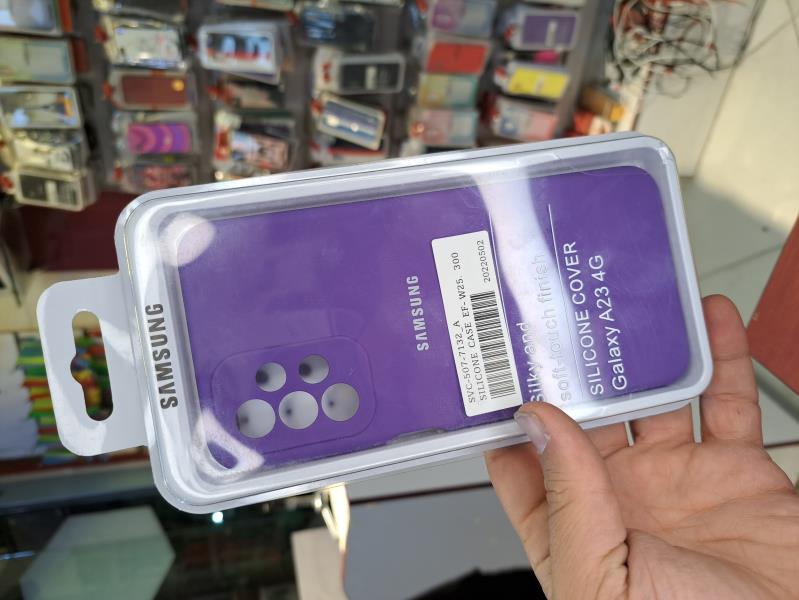 SAMSUNG
SAMSUNG
SVC-507-7132_A
SILICONE CASE EF- W25 300
20220502
Silky and
soft-touch finish
SILICONE COVER
Galaxy A23 4G